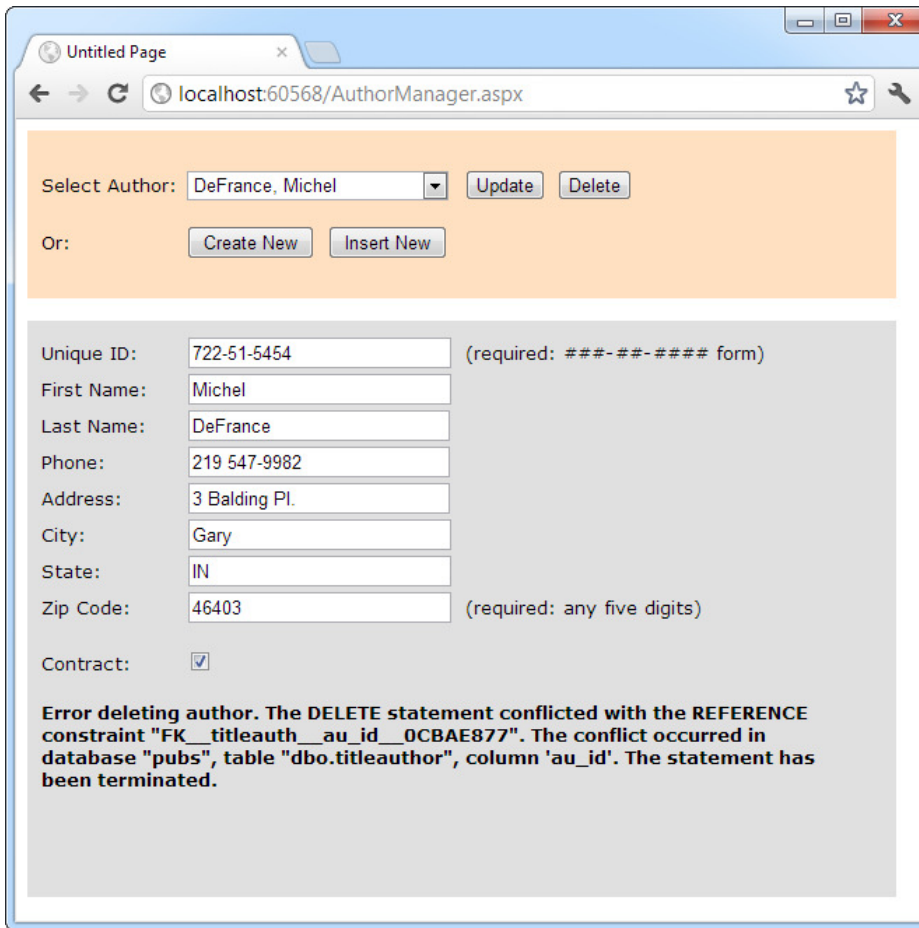 Untitled Page
localhost:60568/AuthorManager.aspx
Select Author: DeFrance, Michel Update Delete
Or: Create New Insert New
Unique ID: 722-51-5454 (required: ###-##-#### form)
First Name: Michel
Last Name: DeFrance
Phone: 219 547-9982
Address: 3 Balding Pl.
City: Gary
State: IN
Zip Code: 46403 (required: any five digits)
Contract:
Error deleting author. The DELETE statement conflicted with the REFERENCE
constraint "FK__titleauth__au_id__0CBAE877". The conflict occurred in
database "pubs", table "dbo.titleauthor", column 'au_id'. The statement has
been terminated.